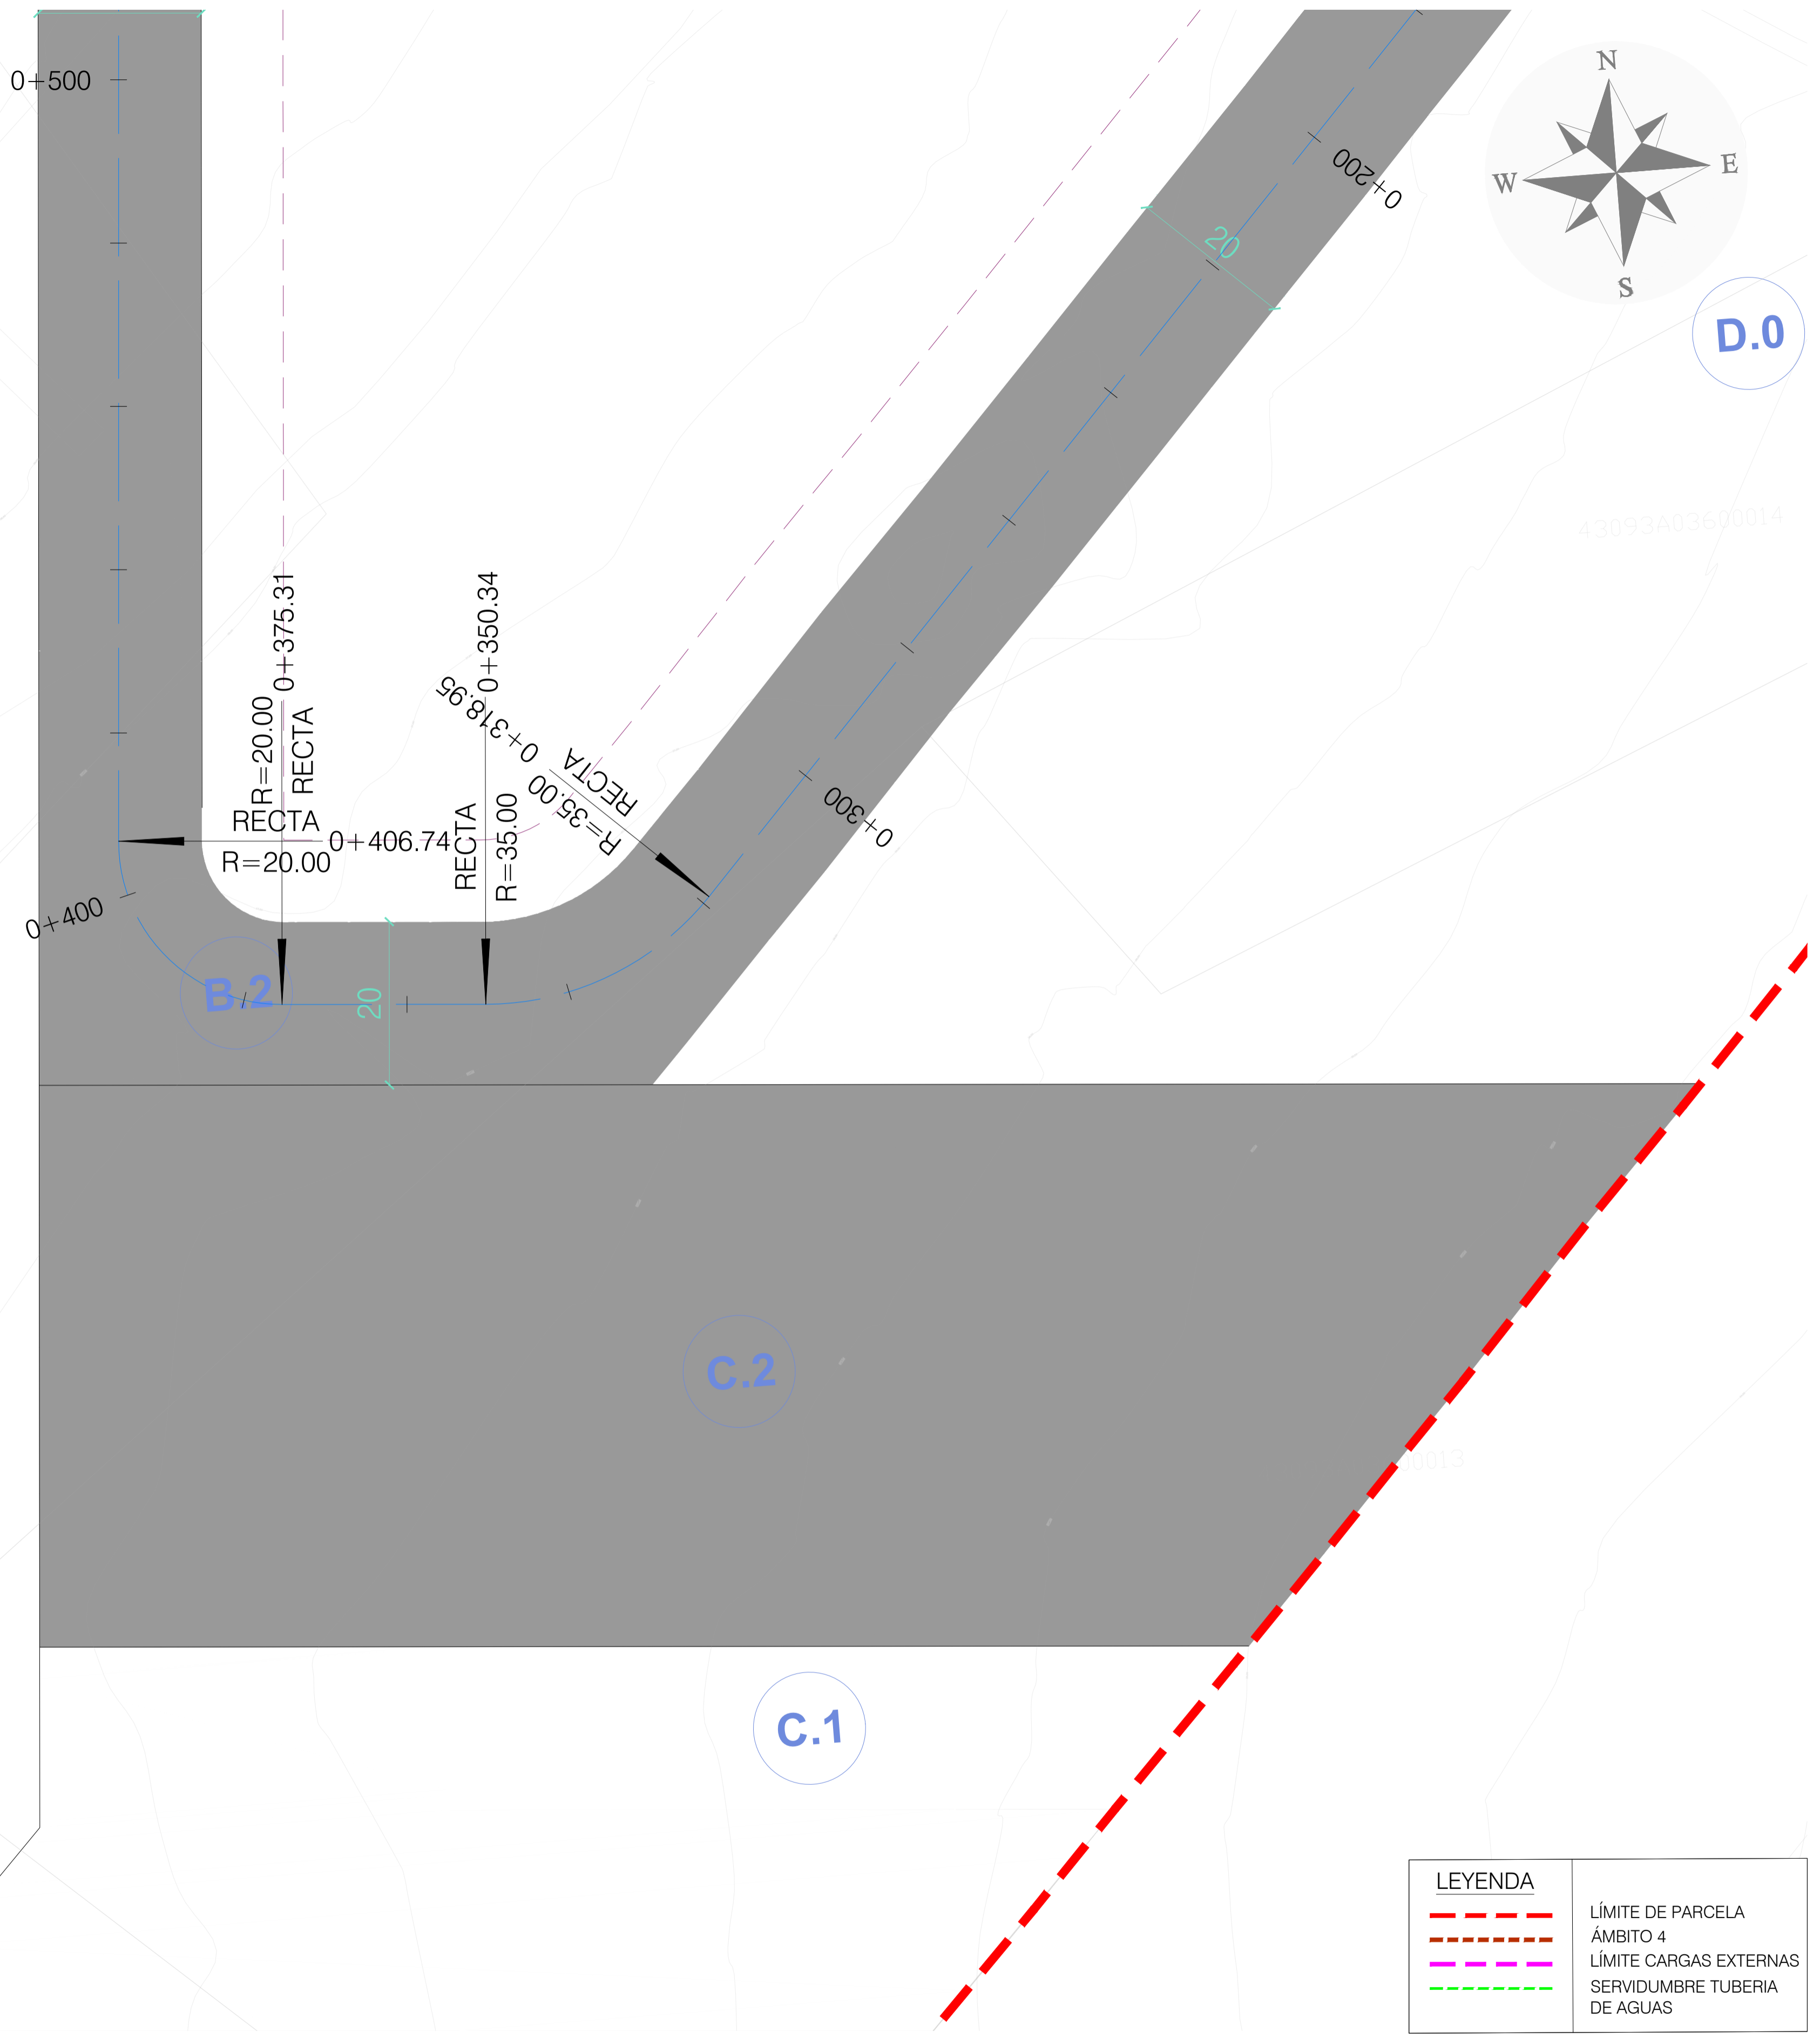 0+500
N
W
E
S
0+200
20
D.0
43093A03600014
0+375.31
0+350.34
R=20.00
RECTA
0+318.95
RECTA
R=35.00
RECTA
0+406.74
R=20.00
RECTA
R=35.00
0+300
0+400
B.2
20
C.2
C.1
LEYENDA
LÍMITE DE PARCELA
ÁMBITO 4
LÍMITE CARGAS EXTERNAS
SERVIDUMBRE TUBERIA
DE AGUAS